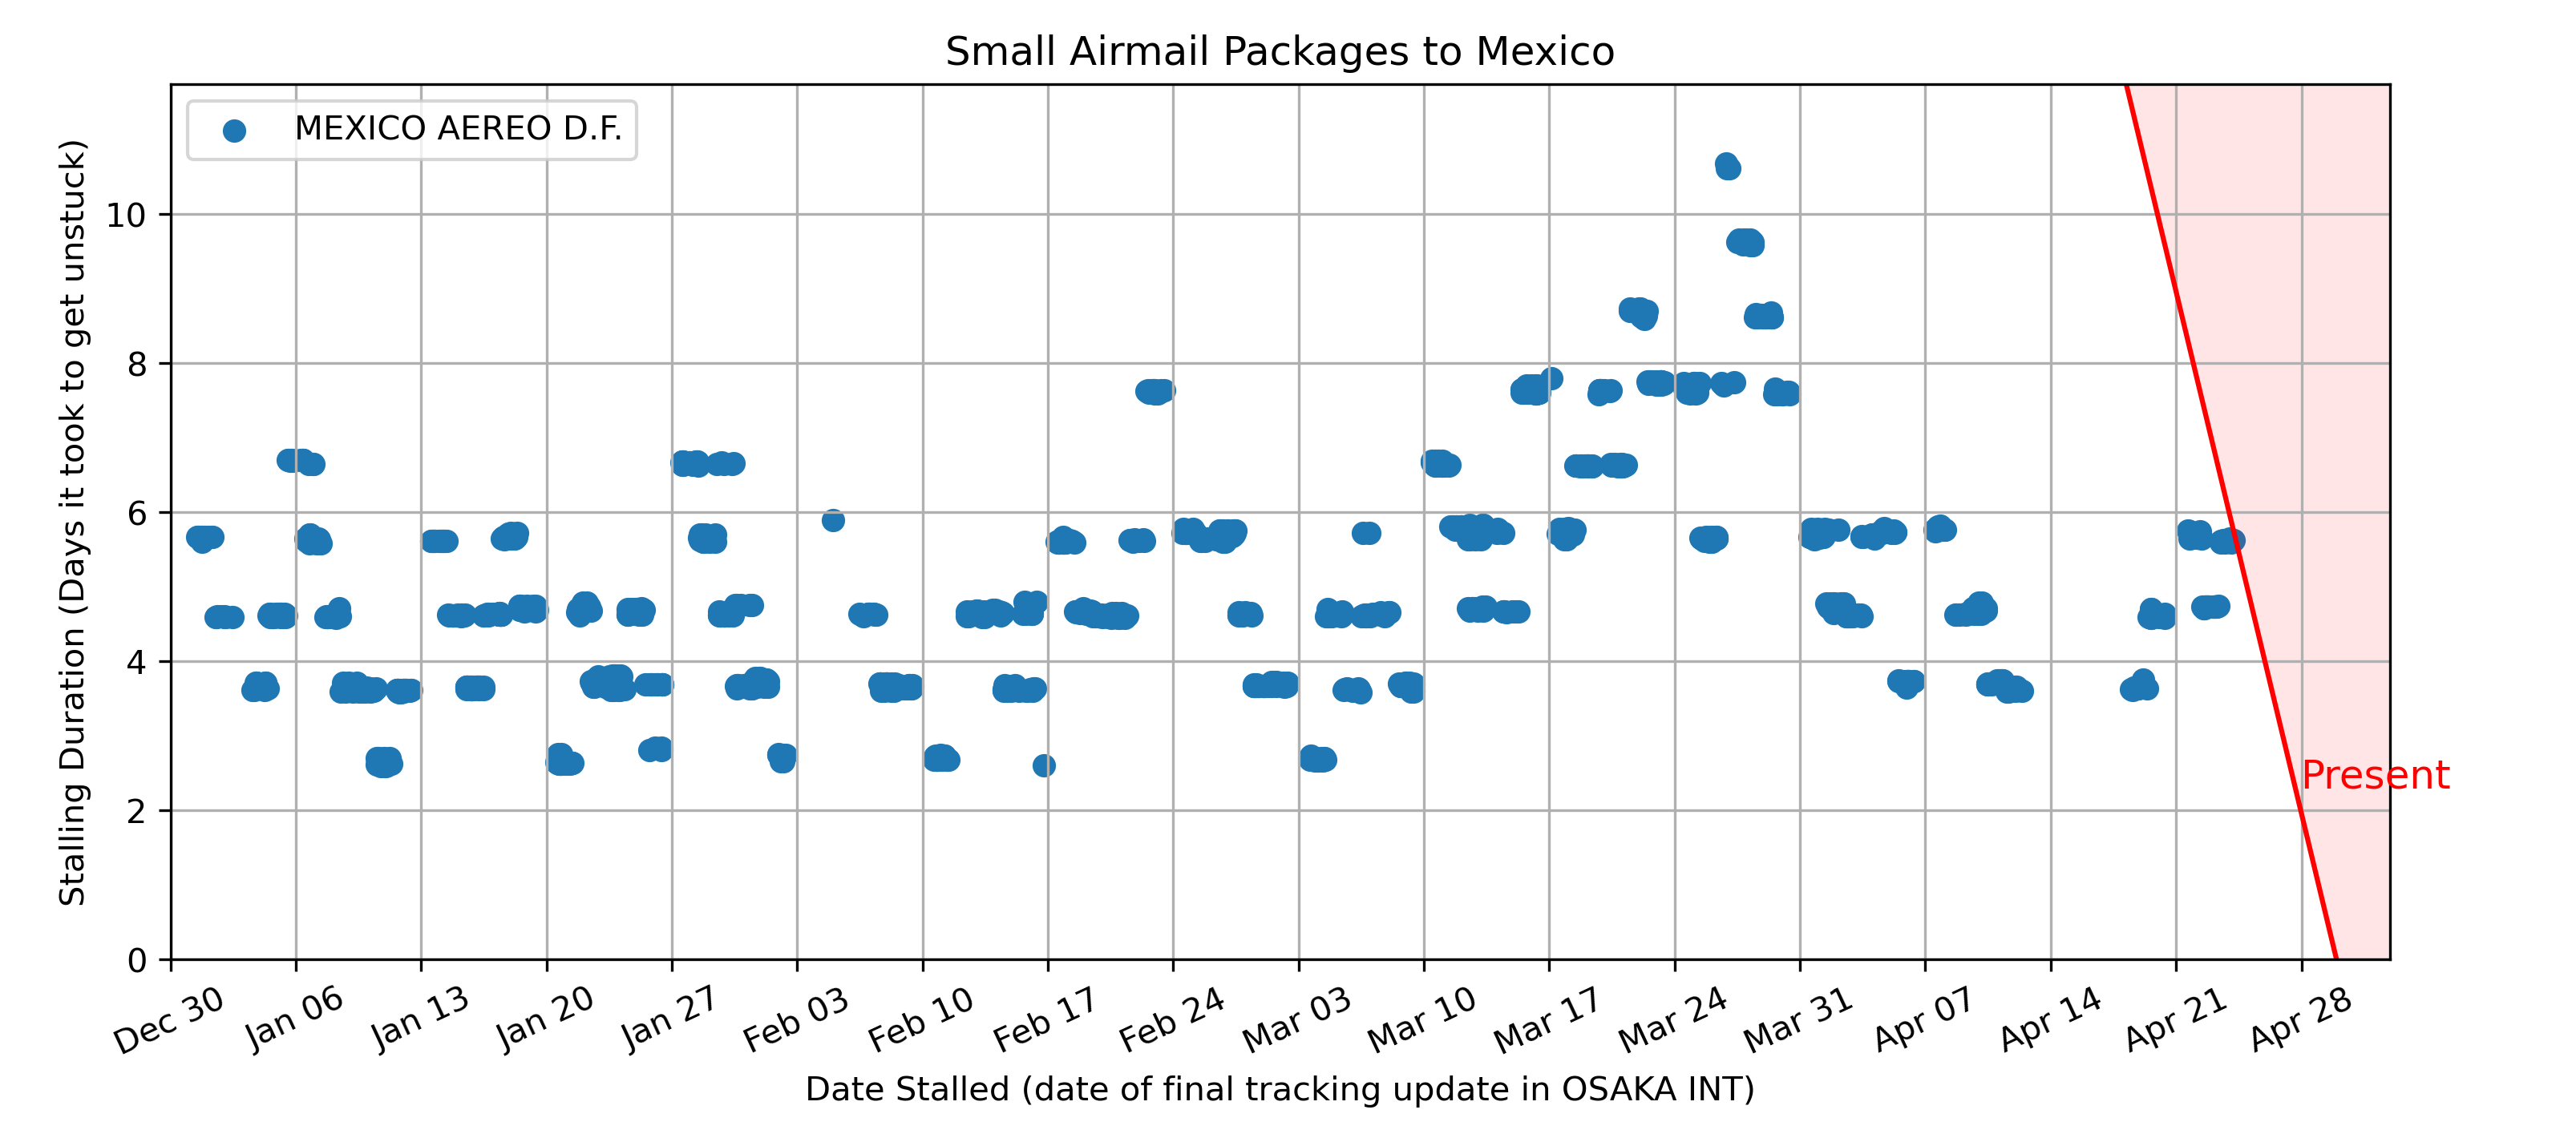 Small Airmail Packages to Mexico
MEXICO AEREO D.F.
Stalling Duration (Days it took to get unstuck)
10
8
6
4
2
0
Present
Dec 30
Jan 06
Jan 13
Jan 20
Jan 27
Feb 03
Feb 10
Feb 17
Feb 24
Mar 03
Mar 10
Mar 17
Mar 24
Mar 31
Apr 07
Apr 14
Apr 21
Apr 28
Date Stalled (date of final tracking update in OSAKA INT)